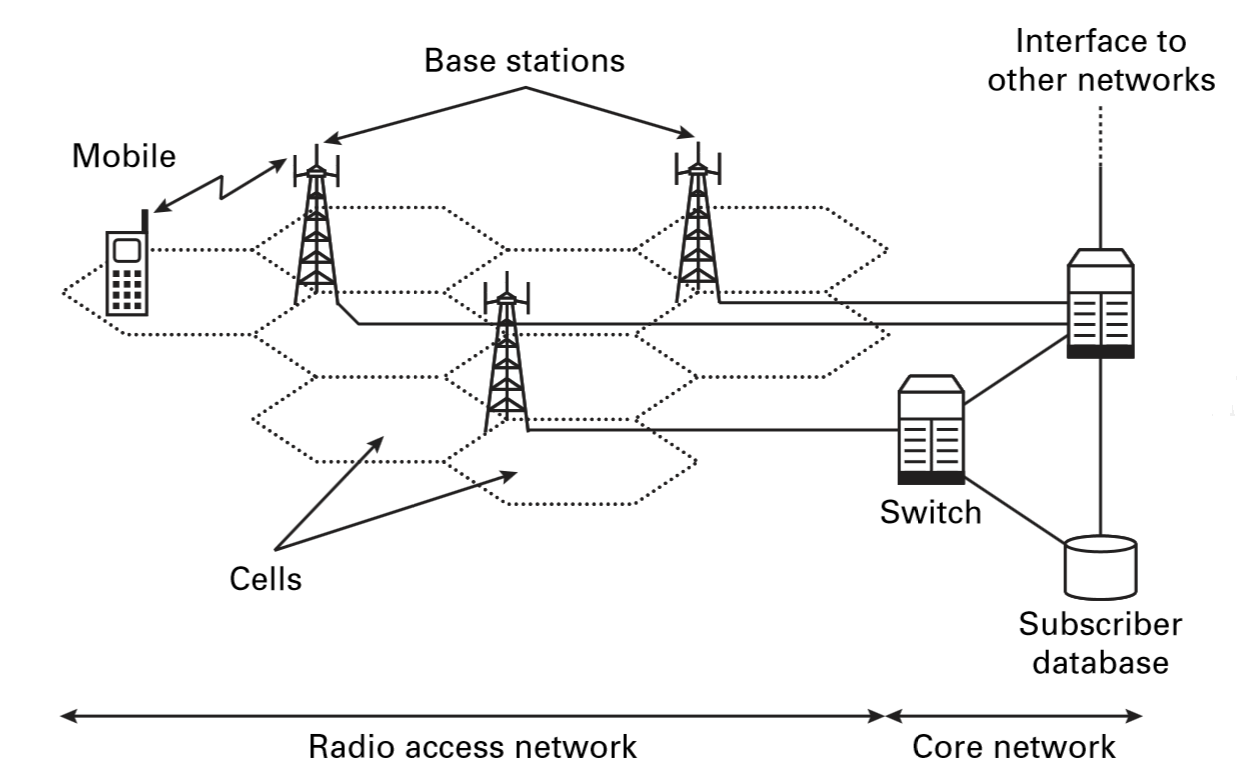 Base stations
Interface to
other networks
Mobile
Switch
Cells
Subscriber
database
Radio access network
Core network